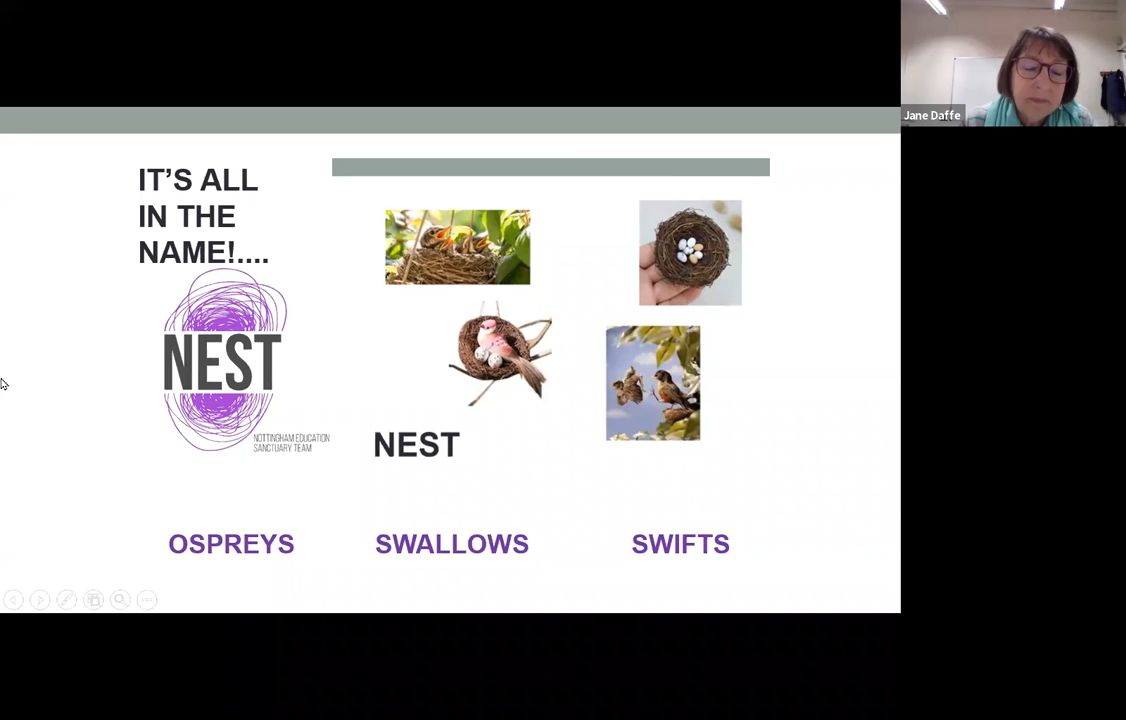 IT'S ALL
IN THE
NAME!....
NEST
NOTTINGHAM EDUCATION
SANCTUARY TEAM
NEST
OSPREYS
SWALLOWS
SWIFTS
Jane Daffe